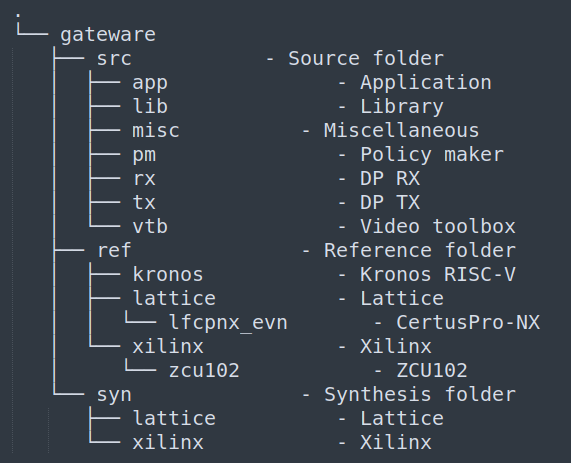 .
└── gateware
    ├── src           - Source folder
    │   ├── app             - Application
    │   ├── lib             - Library
    │   ├── misc         - Miscellaneous
    │   ├── pm              - Policy maker
    │   ├── rx              - DP RX
    │   ├── tx              - DP TX
    │   └── vtb             - Video toolbox
    ├── ref              - Reference folder
    │   ├── kronos          - Kronos RISC-V
    │   ├── lattice         - Lattice
    │   │   └── lfcpnx_evn      - CertusPro-NX
    │   └── xilinx          - Xilinx
    │       └── zcu102          - ZCU102
    └── syn              - Synthesis folder
        ├── lattice         - Lattice
        └── xilinx          - Xilinx